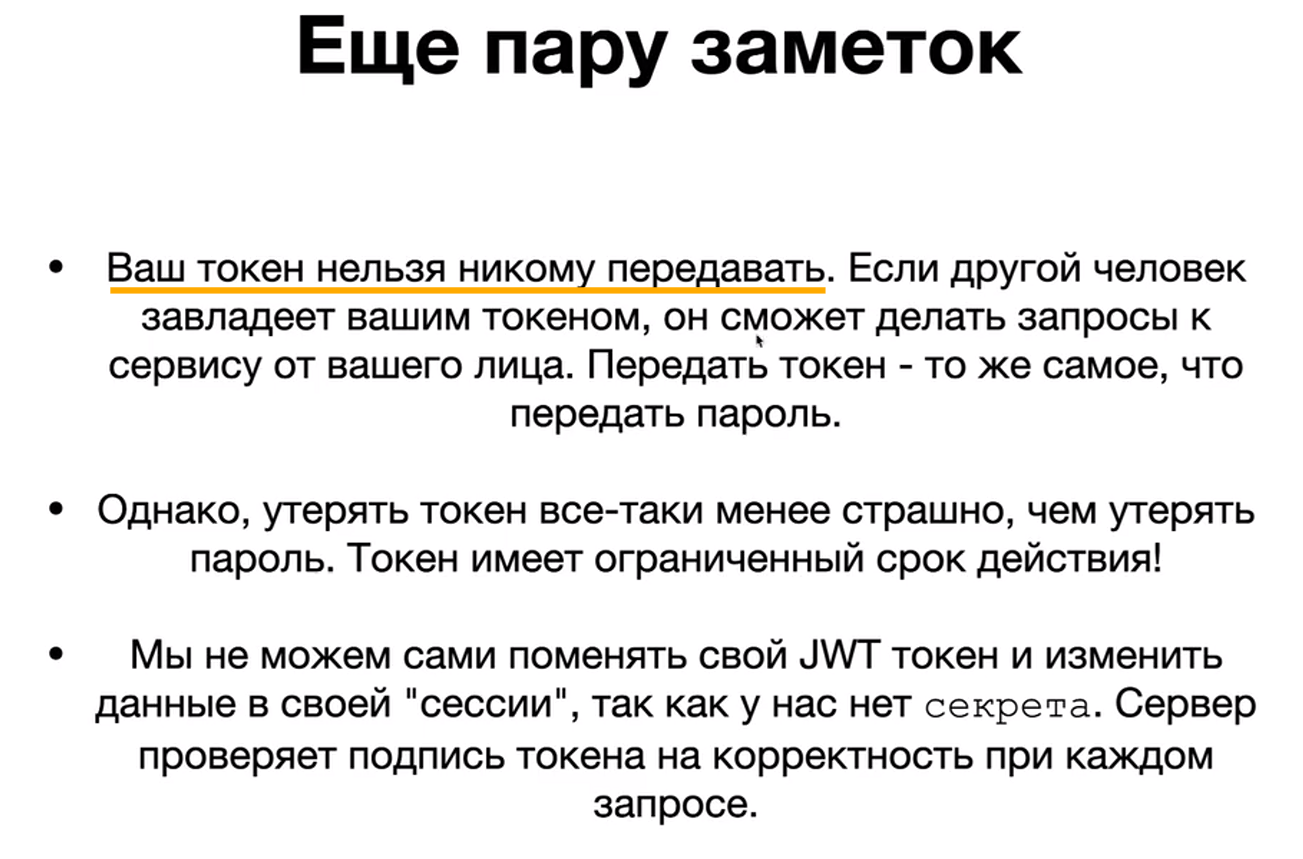 Еще пару заметок
• Ваш токен нельзя никому передавать. Если другой человек
завладеет вашим токеном, он сможет делать запросы к
сервису от вашего лица. Передать токен - то же самое, что
передать пароль.
• Однако, утерять токен все-таки менее страшно, чем утерять
пароль. Токен имеет ограниченный срок действия!
• Мы не можем сами поменять свой JWT токен и изменить
данные в своей "сессии", так как у нас нет секрета. Сервер
проверяет подпись токена на корректность при каждом
запросе.